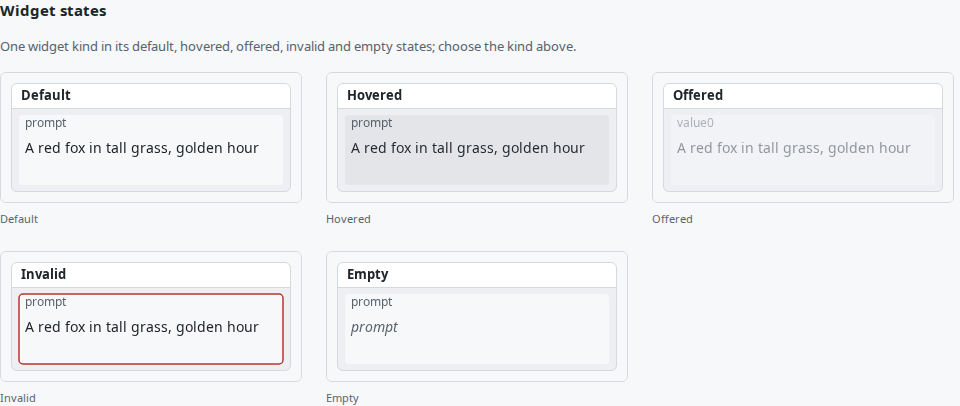 Widget states
One widget kind in its default, hovered, offered, invalid and empty states; choose the kind above.
Default
prompt
A red fox in tall grass, golden hour
Default
Hovered
prompt
A red fox in tall grass, golden hour
Hovered
Offered
value0
A red fox in tall grass, golden hour
Offered
Invalid
prompt
A red fox in tall grass, golden hour
Invalid
Empty
prompt
prompt
Empty